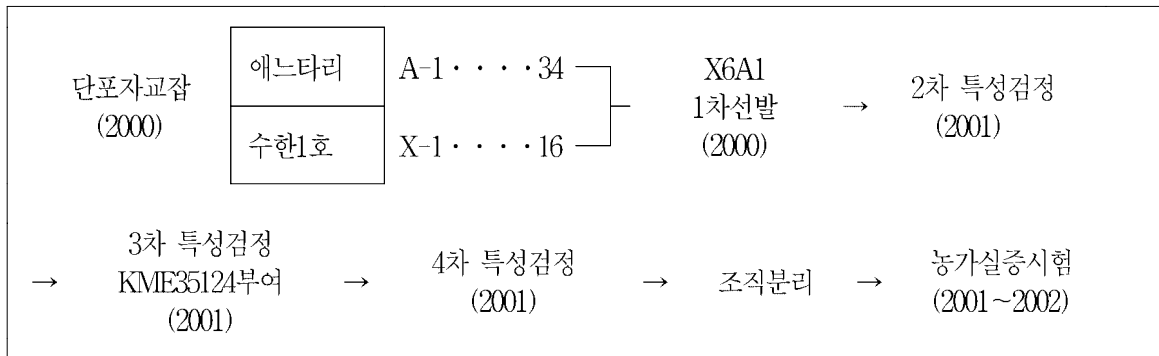 단포자교잡
(2000)
애느타리
수한1호
A-1····34
X-1····16
X6A1
1차선발
(2000)
→
2차 특성검정
(2001)
→
3차 특성검정
KME35124부여
(2001)
→
4차 특성검정
(2001)
→
조직분리
→
농가실증시험
(2001~2002)